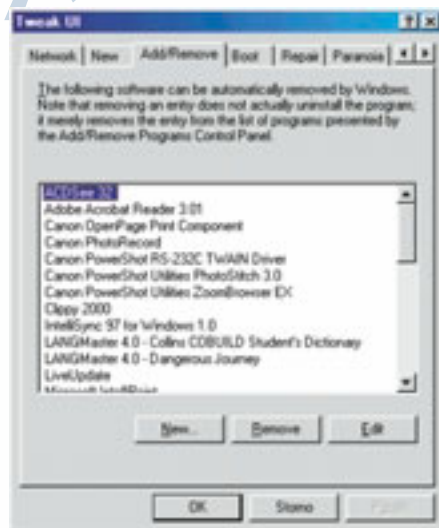 Tweak UI
Network New Add/Remove Boot Repair Paranoia
The following software can be automatically removed by Windows.
Note that removing an entry does not actually uninstall the program;
it merely removes the entry from the list of programs presented by
the Add/Remove Programs Control Panel.
ACDSee 32
Adobe Acrobat Reader 3.01
Canon OpenPage Print Component
Canon PhotoRecord
Canon PowerShot RS-232C TWAIN Driver
Canon PowerShot Utilities PhotoStitch 3.0
Canon PowerShot Utilities ZoomBrowser EX
Clippy 2000
IntelliSync 97 for Windows 1.0
LANGMaster 4.0 - Collins COBUILD Student's Dictionary
LANGMaster 4.0 - Dangerous Journey
LiveUpdate
Microsoft IntelliPoint
New... Remove Edit
OK Storno